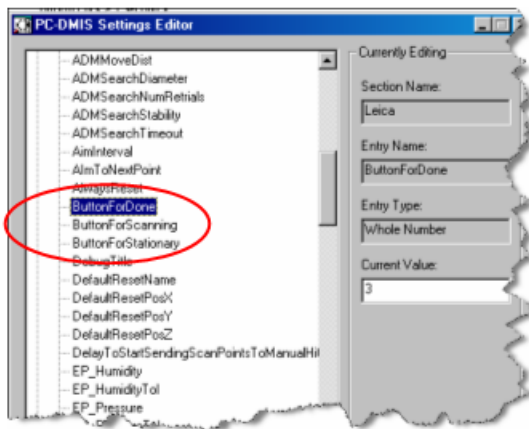 PC-DMIS Settings Editor
ADMMoveDist
ADMSearchDiameter
ADMSearchNumRetrials
ADMSearchStability
ADMSearchTimeout
AimInterval
AimToNextPoint
AlwaysReset
ButtonForDone
ButtonForScanning
ButtonForStationary
DebugTitle
DefaultResetName
DefaultResetPosX
DefaultResetPosY
DefaultResetPosZ
DelayToStartSendingScanPointsToManualHit
EP_Humidity
EP_HumidityTol
EP_Pressure
Currently Editing
Section Name:
Leica
Entry Name:
ButtonForDone
Entry Type:
Whole Number
Current Value:
3